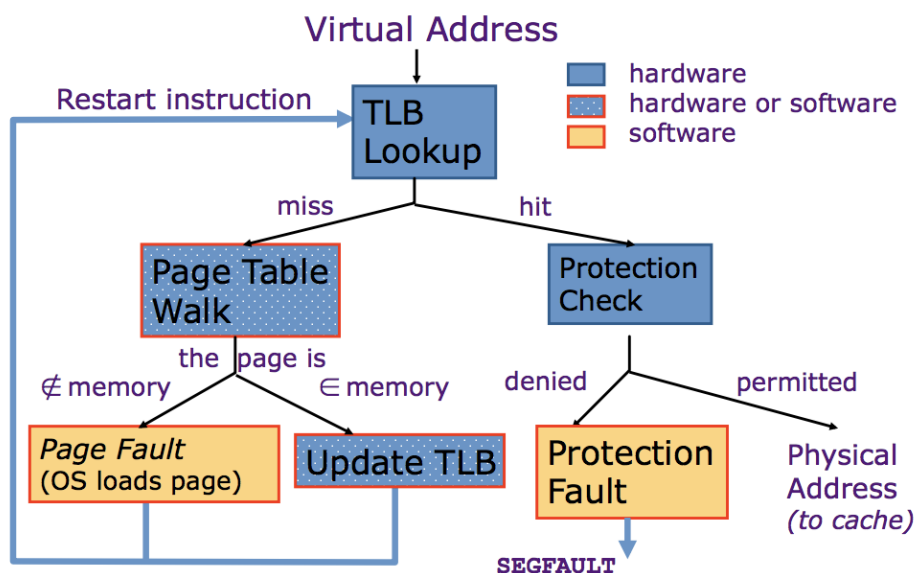 Virtual Address
hardware
hardware or software
software
Restart instruction
TLB
Lookup
miss
hit
Page Table
Walk
Protection
Check
the page is
∉ memory
∈ memory
denied
permitted
Page Fault
(OS loads page)
Update TLB
Protection
Fault
Physical
Address
(to cache)
SEGFAULT